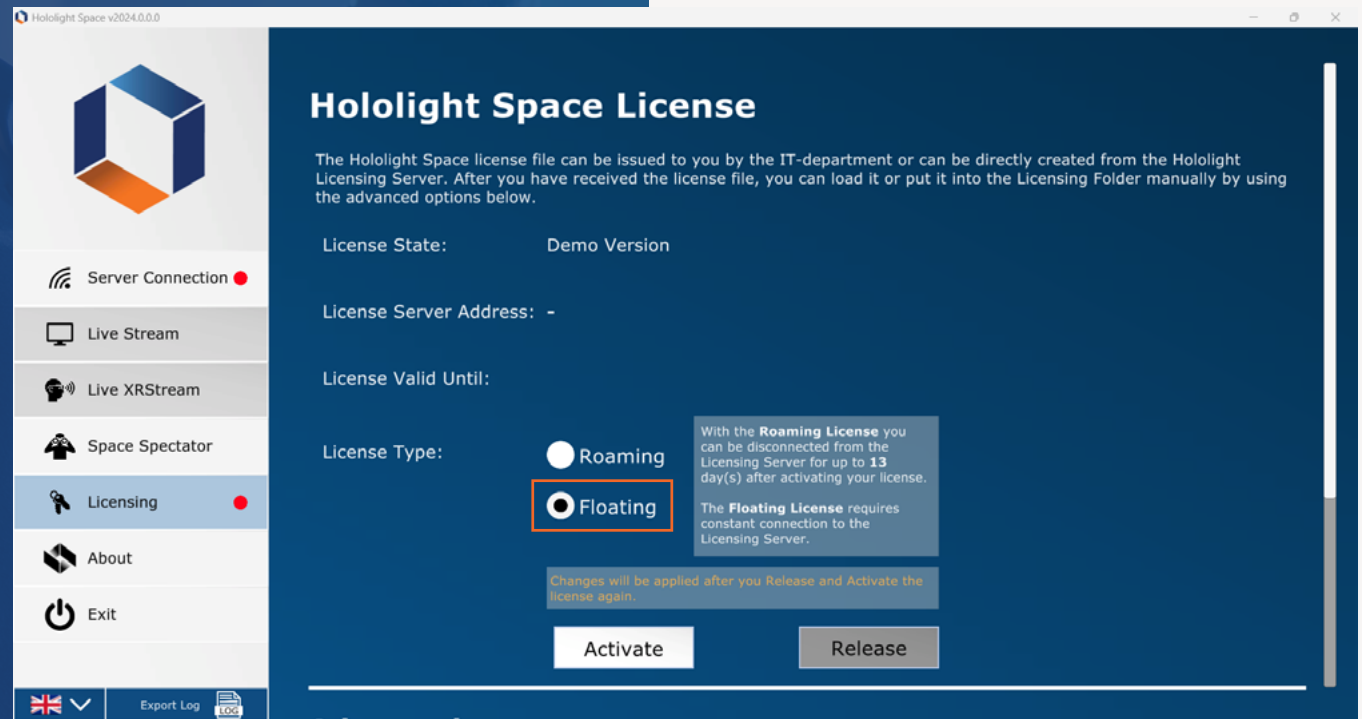 Hololight Space v2024.0.0.0
Hololight Space License
The Hololight Space license file can be issued to you by the IT-department or can be directly created from the Hololight
Licensing Server. After you have received the license file, you can load it or put it into the Licensing Folder manually by using
the advanced options below.
License State: Demo Version
License Server Address: -
License Valid Until:
License Type:
Roaming
Floating
With the Roaming License you
can be disconnected from the
Licensing Server for up to 13
day(s) after activating your license.
The Floating License requires
constant connection to the
Licensing Server.
Changes will be applied after you Release and Activate the
license again.
Activate
Release
Server Connection
Live Stream
Live XRStream
Space Spectator
Licensing
About
Exit
Export Log
LOG